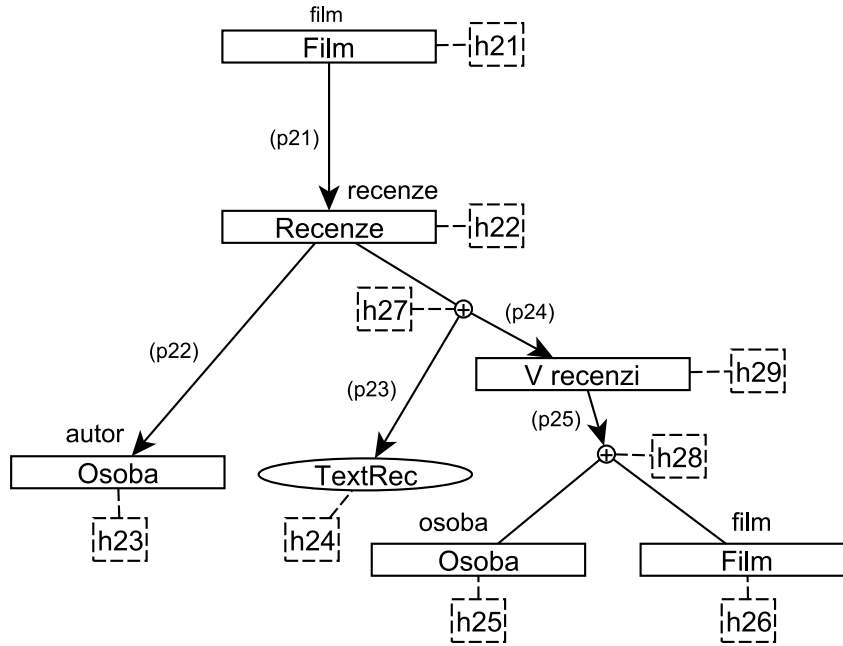 film
Film
h21
(p21)
recenze
Recenze
h22
h27
(p24)
(p22)
V recenzi
h29
(p23)
(p25)
autor
Osoba
TextRec
h28
h23
h24
osoba
film
Osoba
Film
h25
h26